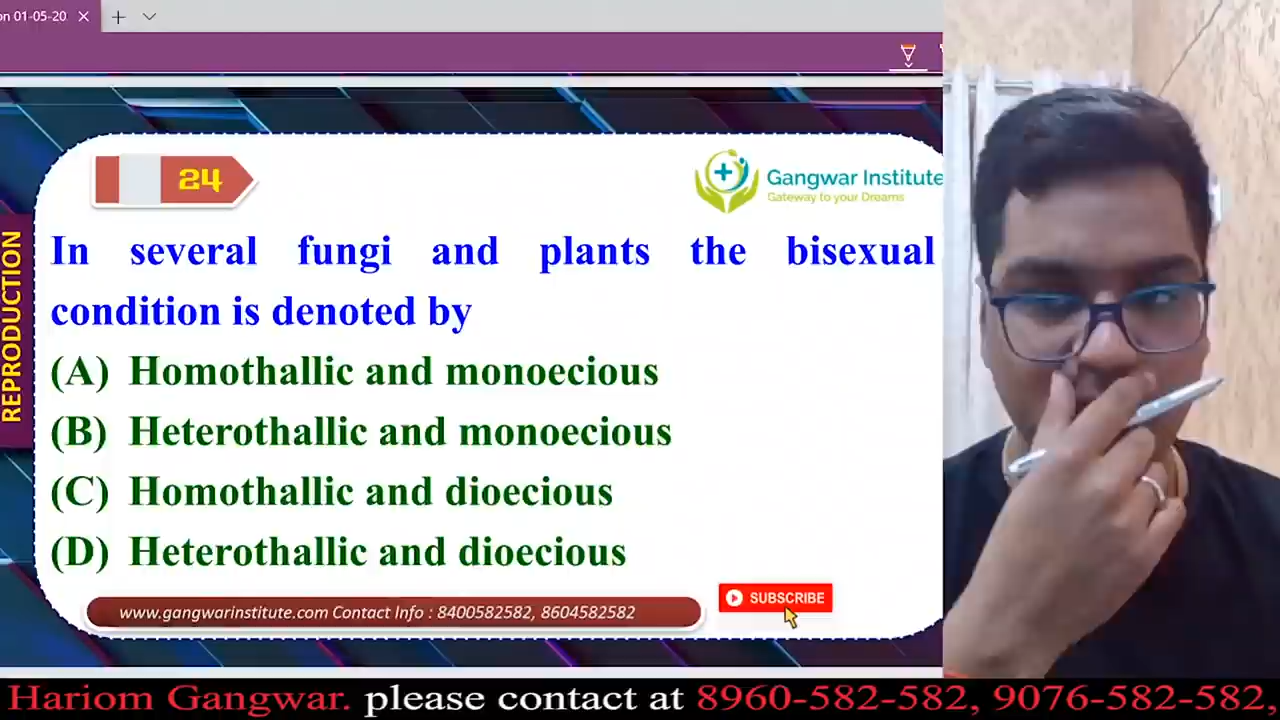 on 01-05-20
24
Gangwar Institute
Gateway to your Dreams
REPRODUCTION
In several fungi and plants the bisexual
condition is denoted by
(A) Homothallic and monoecious
(B) Heterothallic and monoecious
(C) Homothallic and dioecious
(D) Heterothallic and dioecious
SUBSCRIBE
www.gangwarinstitute.com Contact Info : 8400582582, 8604582582
Hariom Gangwar. please contact at 8960-582-582, 9076-582-582,